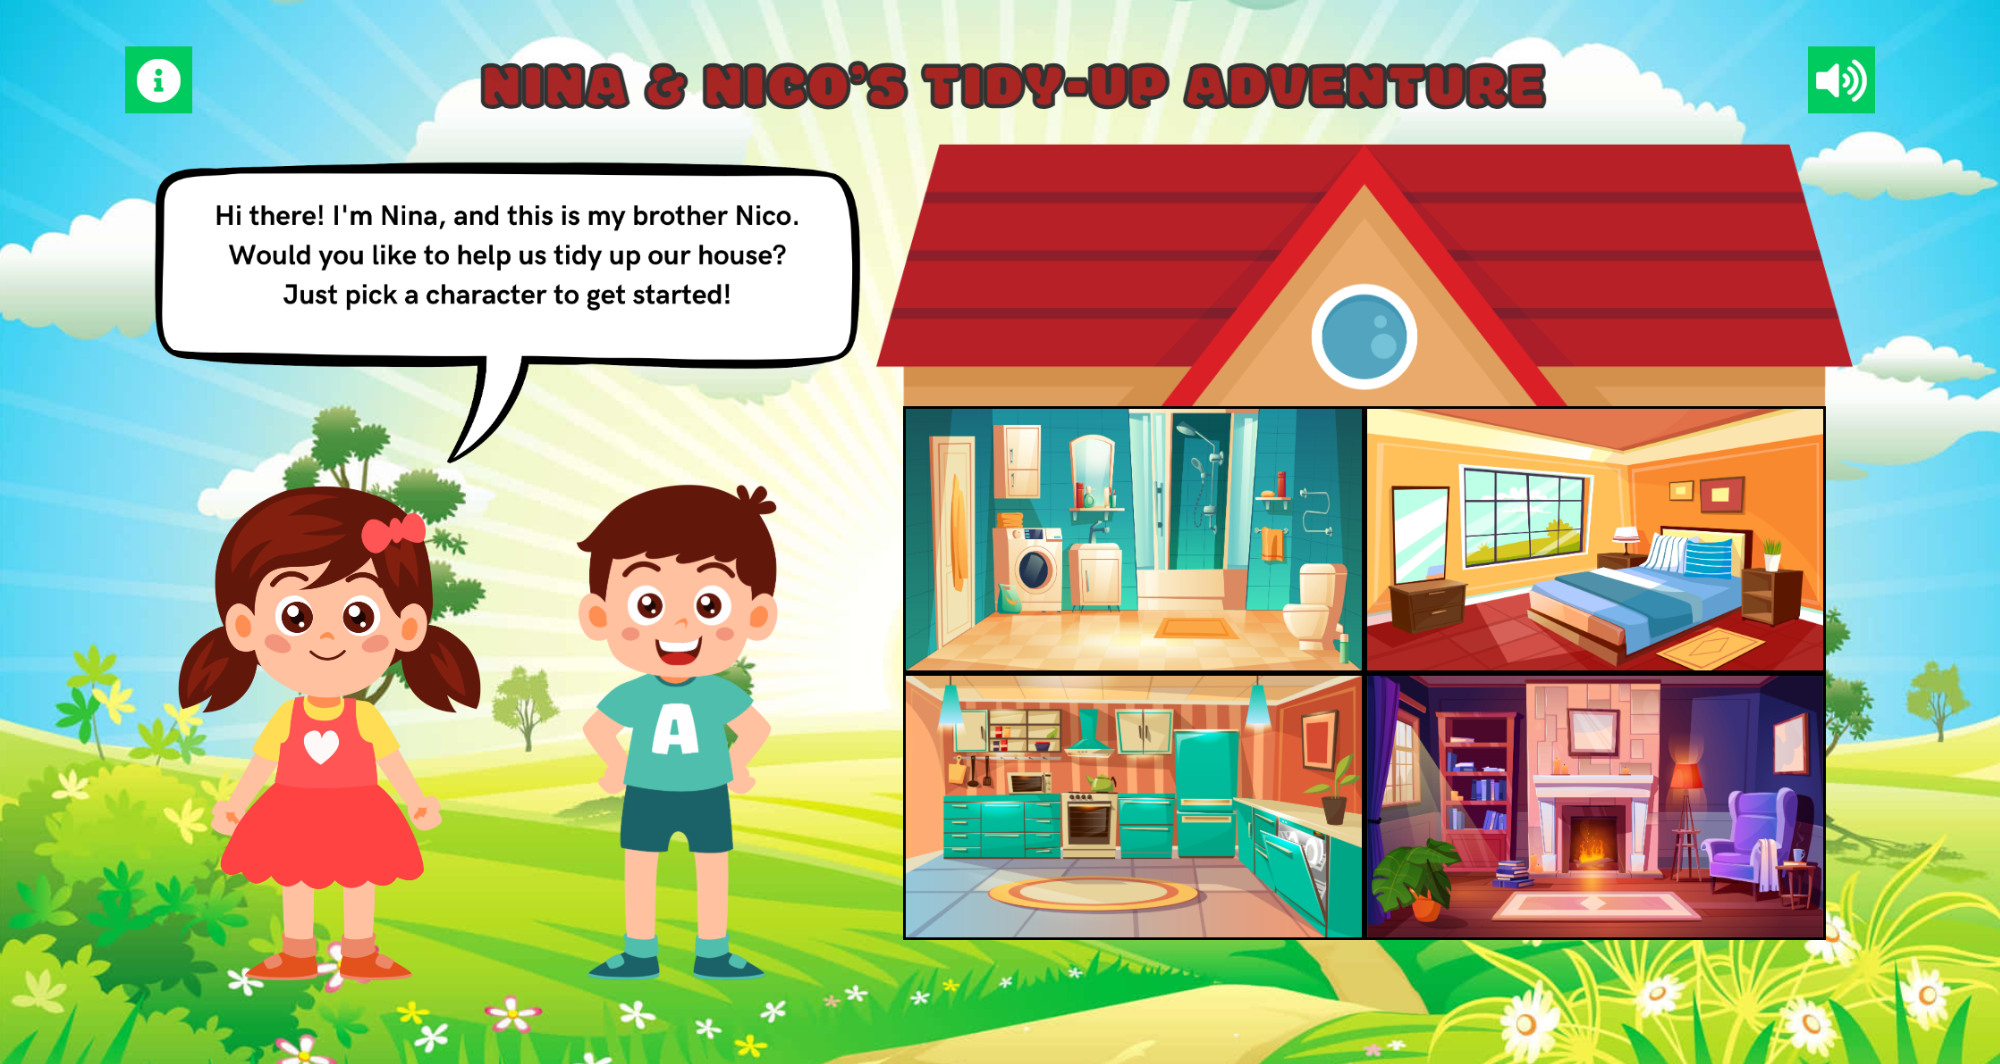 NINA & NICO'S TIDY-UP ADVENTURE
Hi there! I'm Nina, and this is my brother Nico.
Would you like to help us tidy up our house?
Just pick a character to get started!
A